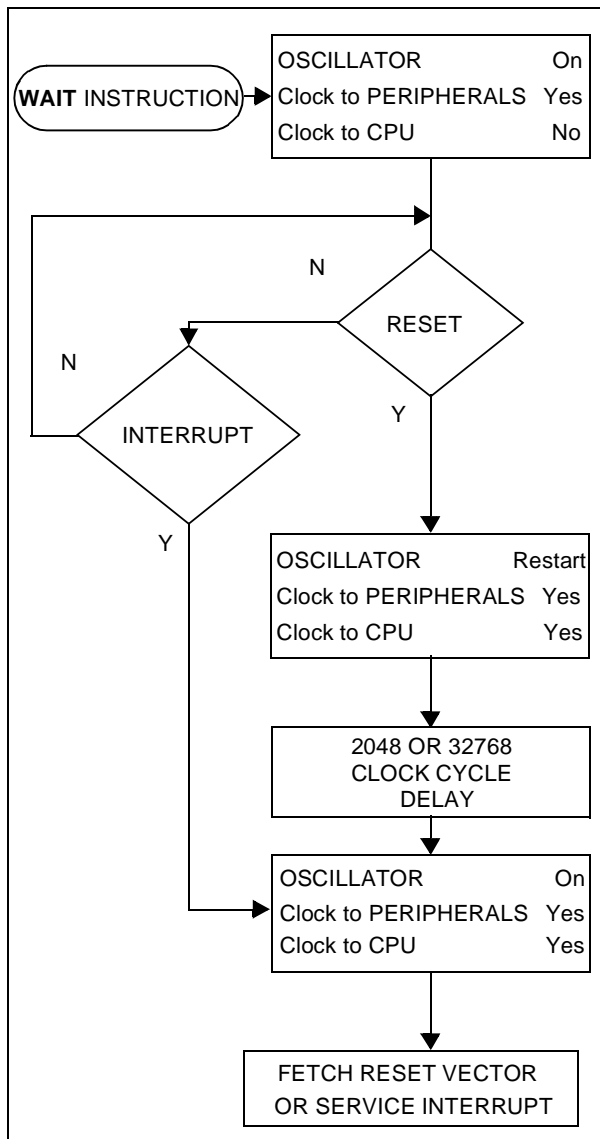 WAIT INSTRUCTION
OSCILLATOR On
Clock to PERIPHERALS Yes
Clock to CPU No
N
RESET
N
INTERRUPT
Y
Y
OSCILLATOR Restart
Clock to PERIPHERALS Yes
Clock to CPU Yes
2048 OR 32768
CLOCK CYCLE
DELAY
OSCILLATOR On
Clock to PERIPHERALS Yes
Clock to CPU Yes
FETCH RESET VECTOR
OR SERVICE INTERRUPT